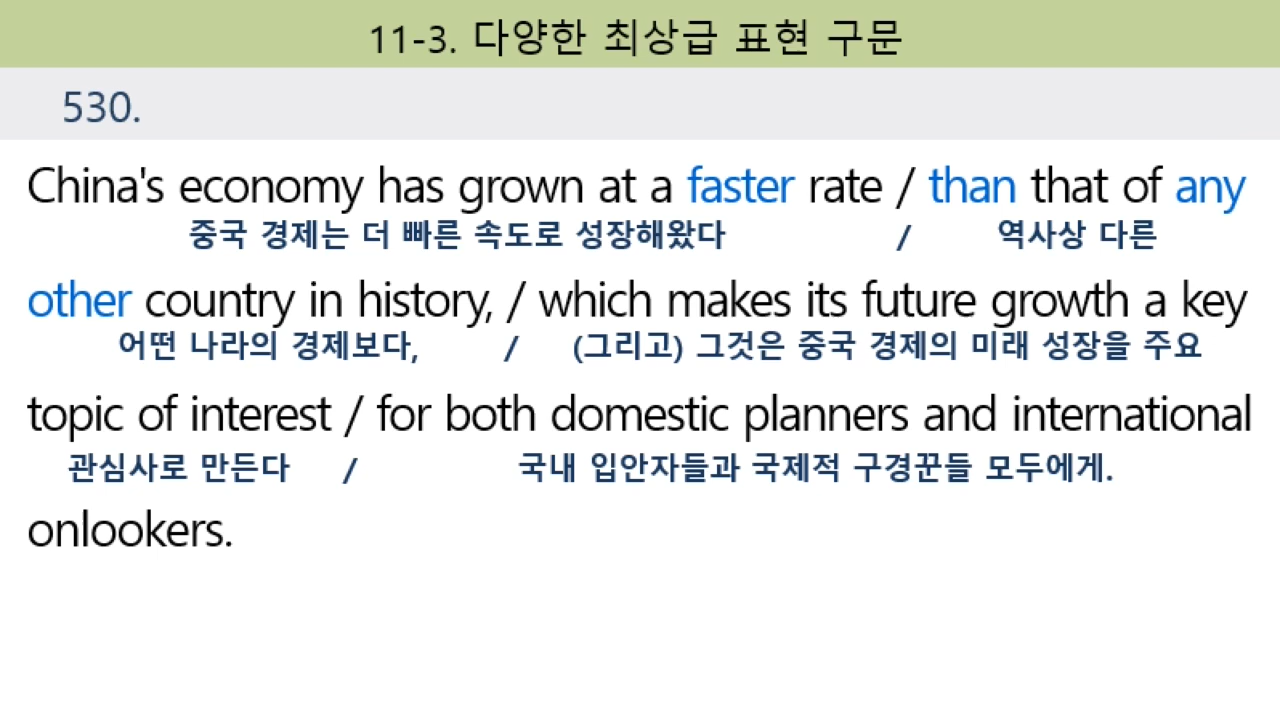 11-3. 다양한 최상급 표현 구문
530.
China's economy has grown at a faster rate / than that of any
중국 경제는 더 빠른 속도로 성장해왔다 / 역사상 다른
other country in history, / which makes its future growth a key
어떤 나라의 경제보다, / (그리고) 그것은 중국 경제의 미래 성장을 주요
topic of interest / for both domestic planners and international
관심사로 만든다 / 국내 입안자들과 국제적 구경꾼들 모두에게.
onlookers.